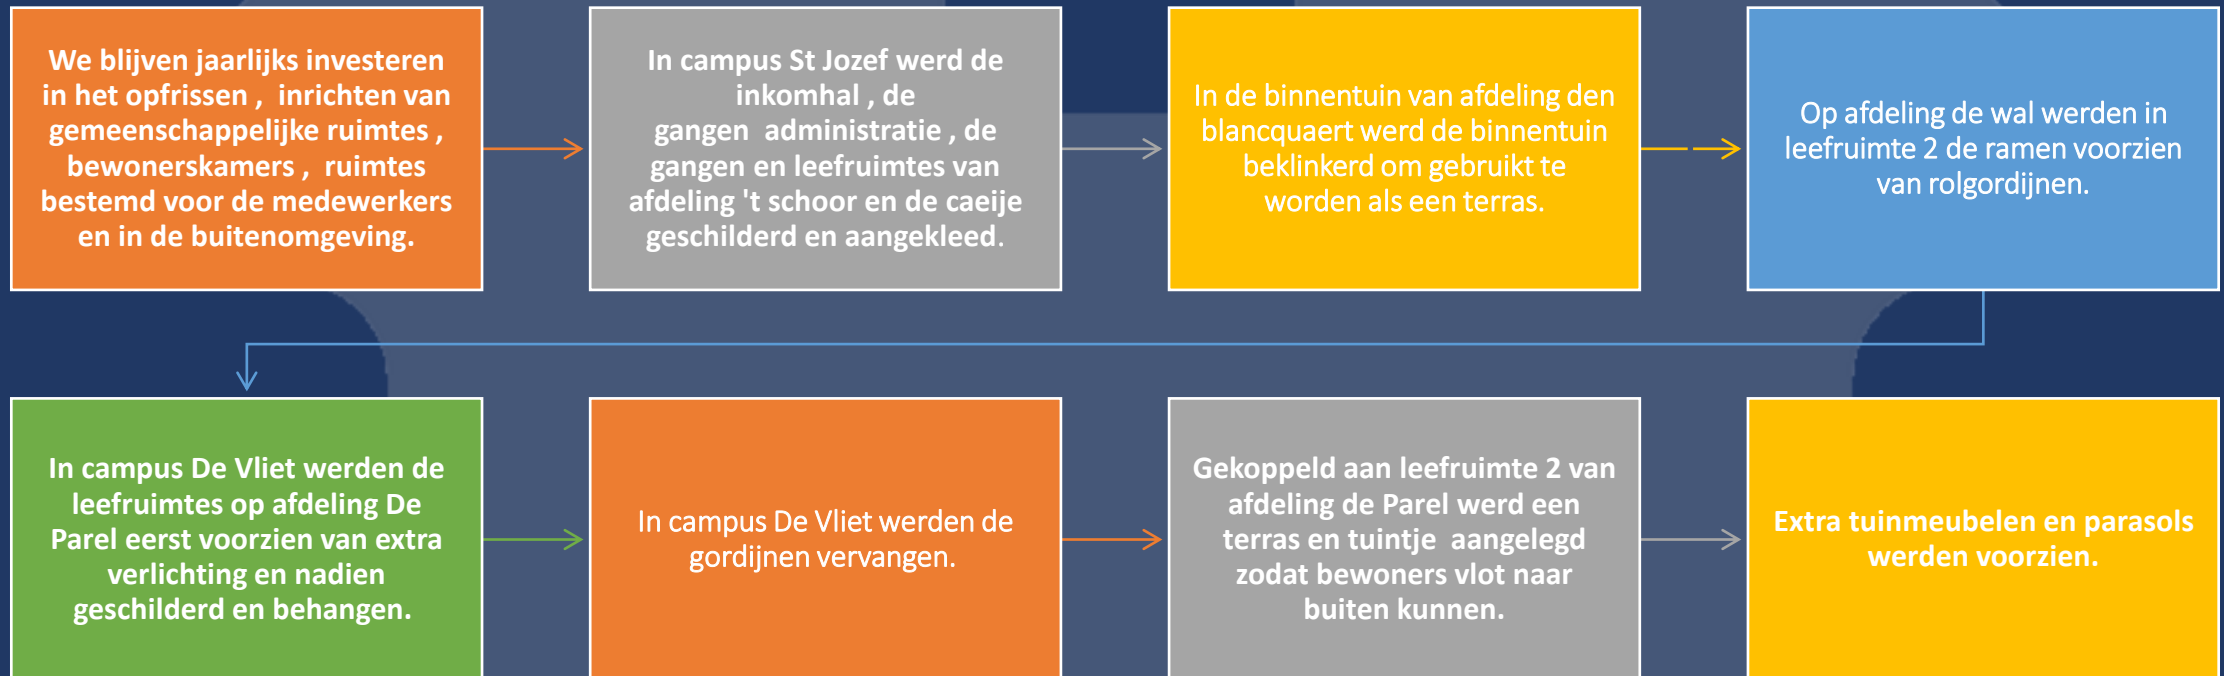 We blijven jaarlijks investeren
in het opfrissen ,  inrichten van
gemeenschappelijke ruimtes ,
bewonerskamers ,  ruimtes
bestemd voor de medewerkers
en in de buitenomgeving.
In campus St Jozef werd de
inkomhal , de
gangen  administratie , de
gangen en leefruimtes van
afdeling 't schoor en de caeije
geschilderd en aangekleed.
In de binnentuin van afdeling den
blancquaert werd de binnentuin
beklinkerd om gebruikt te
worden als een terras.
Op afdeling de wal werden in
leefruimte 2 de ramen voorzien
van rolgordijnen.
In campus De Vliet werden de
leefruimtes op afdeling De
Parel eerst voorzien van extra
verlichting en nadien
geschilderd en behangen.
In campus De Vliet werden de
gordijnen vervangen.
Gekoppeld aan leefruimte 2 van
afdeling de Parel werd een
terras en tuintje  aangelegd
zodat bewoners vlot naar
buiten kunnen.
Extra tuinmeubelen en parasols
werden voorzien.